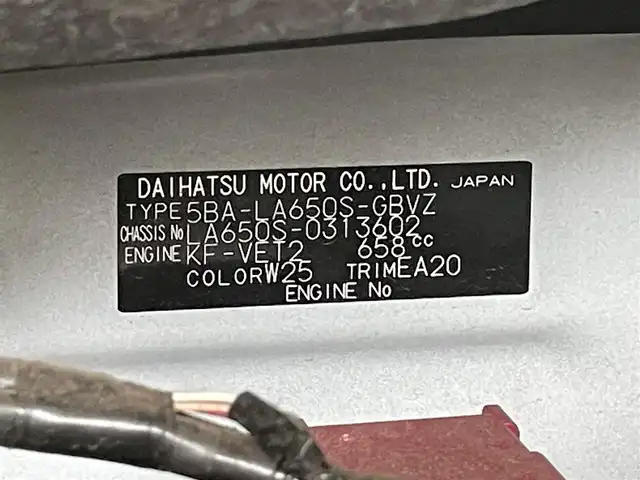 DAIHATSU MOTOR CO.,LTD. JAPAN
TYPE 5BA-LA650S-GBVZ
CHASSIS No LA650S-0313602
ENGINE KF-VET2 658cc
COLOR W25 TRIM EA20
ENGINE No